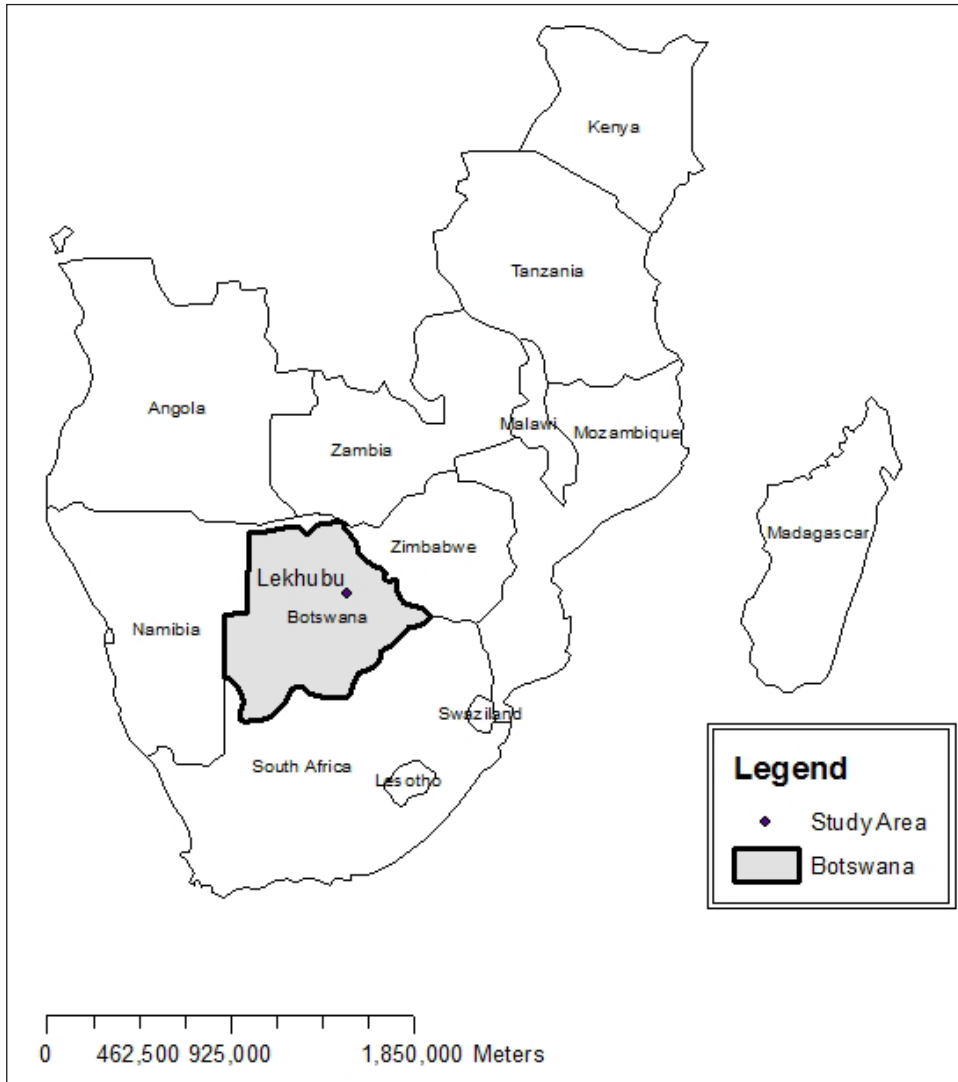 Kenya
Tanzania
Angola
Malawi
Mozambique
Zambia
Madagascar
Zimbabwe
Lekhubu
Botswana
Namibia
Swaziland
South Africa
Lesotho
Legend
Study Area
Botswana
0 462,500 925,000 1,850,000 Meters